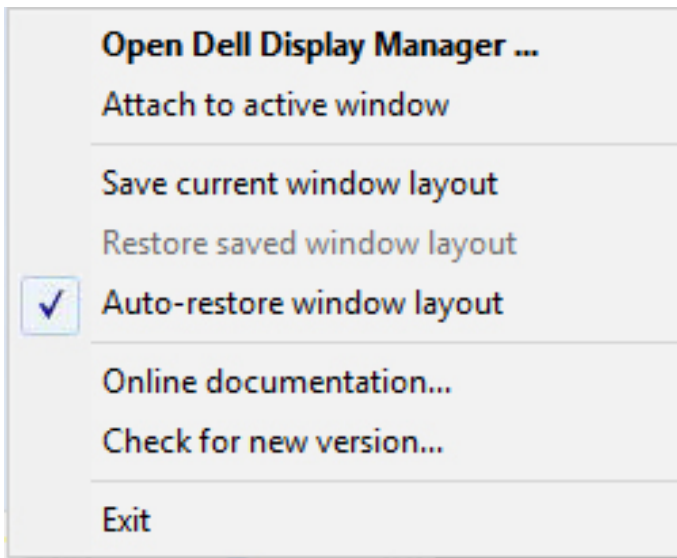 Open Dell Display Manager ...
Attach to active window
Save current window layout
Restore saved window layout
Auto-restore window layout
Online documentation...
Check for new version...
Exit